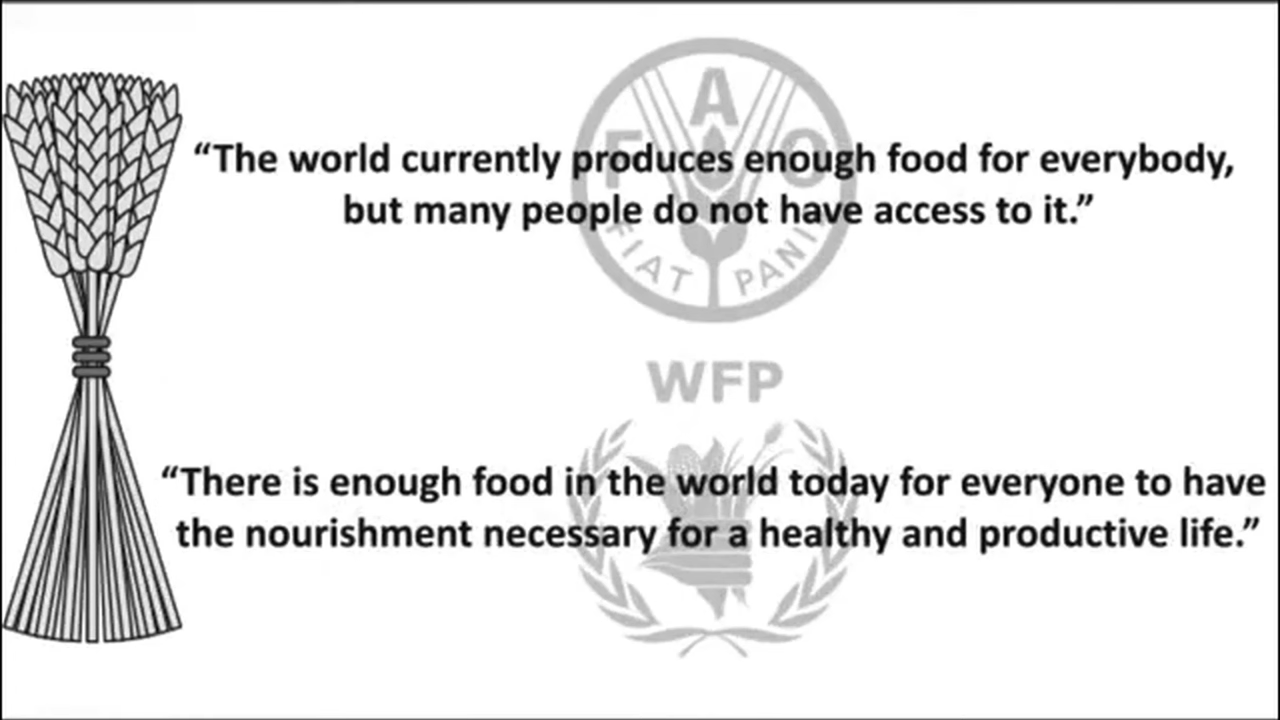 F A O
“The world currently produces enough food for everybody,
but many people do not have access to it.”
FIAT PANIS
WFP
“There is enough food in the world today for everyone to have
the nourishment necessary for a healthy and productive life.”